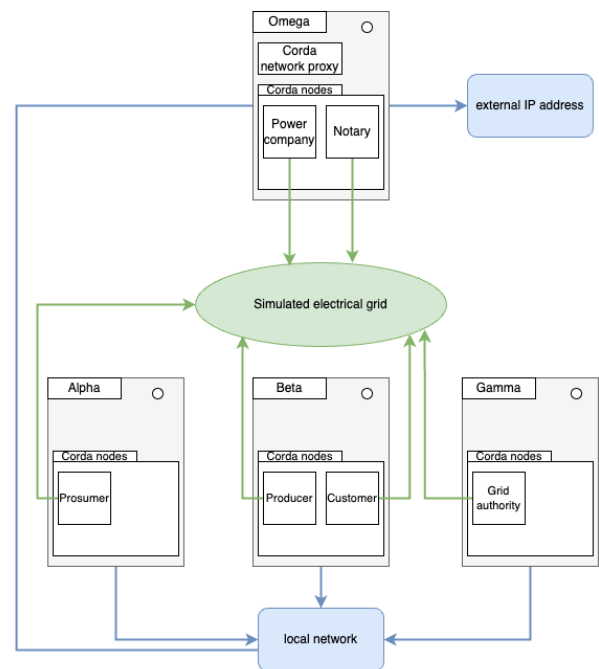 Omega
Corda
network proxy
Corda nodes
Power
company
Notary
external IP address
Simulated electrical grid
Alpha
Corda nodes
Prosumer
Beta
Corda nodes
Producer
Customer
Gamma
Corda nodes
Grid
authority
local network